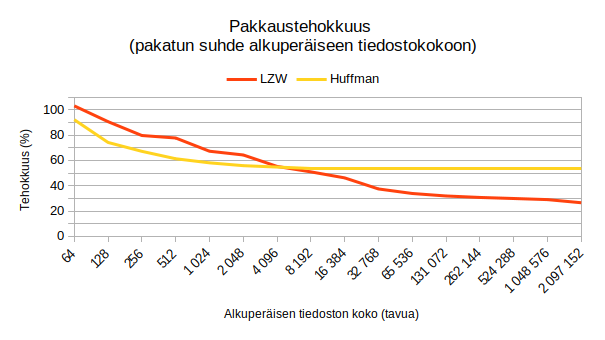 Pakkaustehokkuus
(pakatun suhde alkuperäiseen tiedostokokoon)
LZW Huffman
Tehokkuus (%)
100
80
60
40
20
0
64 128 256 512 1 024 2 048 4 096 8 192 16 384 32 768 65 536 131 072 262 144 524 288 1 048 576 2 097 152
Alkuperäisen tiedoston koko (tavua)